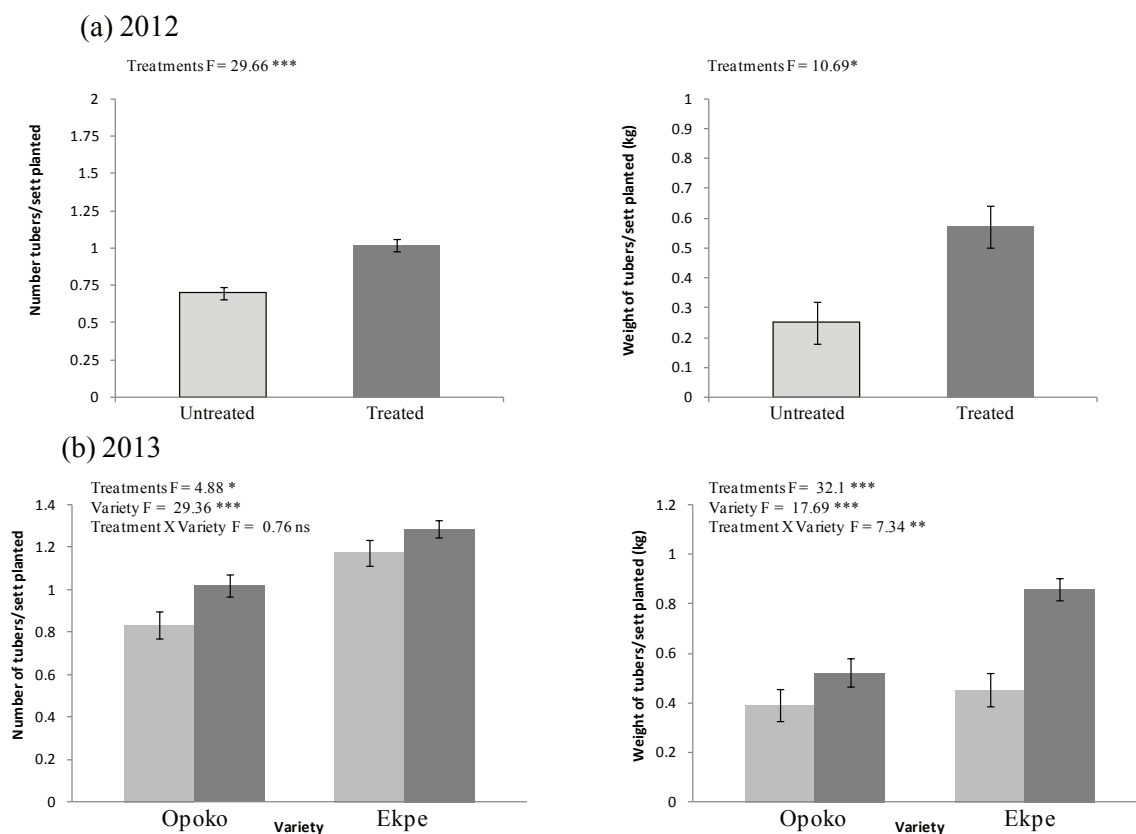 (a) 2012
Treatments F = 29.66 ***
Number tubers/ sett planted
2
1.75
1.5
1.25
1
0.75
0.5
0.25
0
Untreated
Treated
Treatments F = 10.69*
Weight of tubers/sett planted (kg)
1
0.9
0.8
0.7
0.6
0.5
0.4
0.3
0.2
0.1
0
Untreated
Treated
(b) 2013
Treatments F = 4.88 *
Variety F = 29.36 ***
Treatment X Variety F = 0.76 ns
Number of tubers/sett planted
1.4
1.2
1
0.8
0.6
0.4
0.2
0
Opoko
Ekpe
Variety
Treatments F = 32.1 ***
Variety F = 17.69 ***
Treatment X Variety F = 7.34 **
Weight of tubers/sett planted (kg)
1.2
1
0.8
0.6
0.4
0.2
0
Opoko
Ekpe
Variety